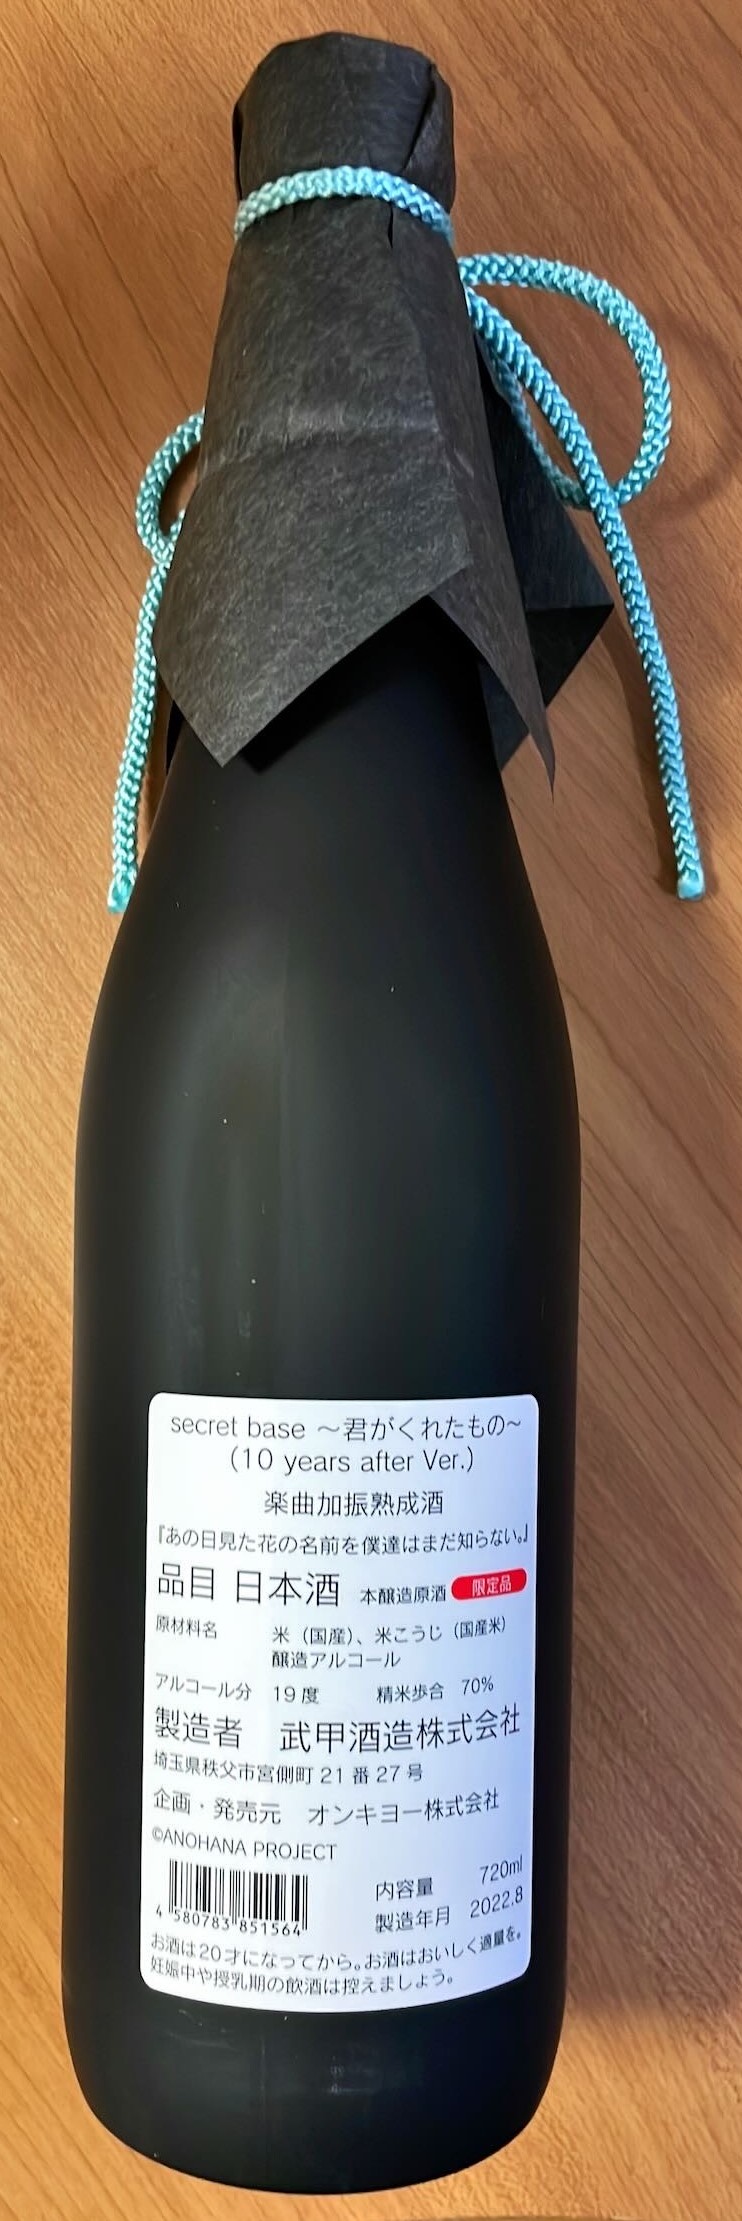 secret base ～君がくれたもの～
(10 years after Ver.)
楽曲加振熟成酒
『あの日見た花の名前を僕達はまだ知らない。』
品目 日本酒 本醸造原酒 限定品
原材料名 米（国産）、米こうじ（国産米）
醸造アルコール
アルコール分 19度 精米歩合 70%
製造者 武甲酒造株式会社
埼玉県秩父市宮側町21番27号
企画・発売元 オンキヨー株式会社
©ANOHANA PROJECT
内容量 720ml
製造年月 2022.8
4 580783 851564
お酒は20才になってから。お酒はおいしく適量を。
妊娠中や授乳期の飲酒は控えましょう。